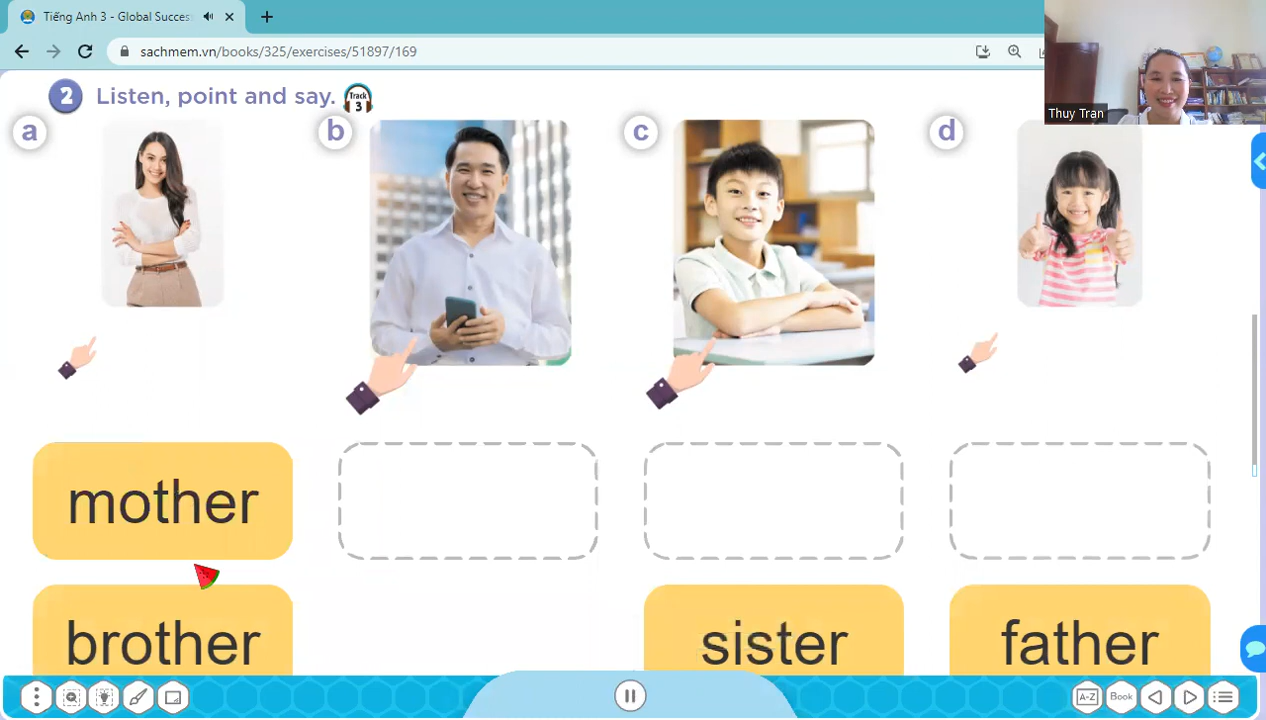 Tiếng Anh 3 - Global Succes
sachmem.vn/books/325/exercises/51897/169
Thuy Tran
2 Listen, point and say. Track 3
a b c d
mother
brother sister father
A-Z Book